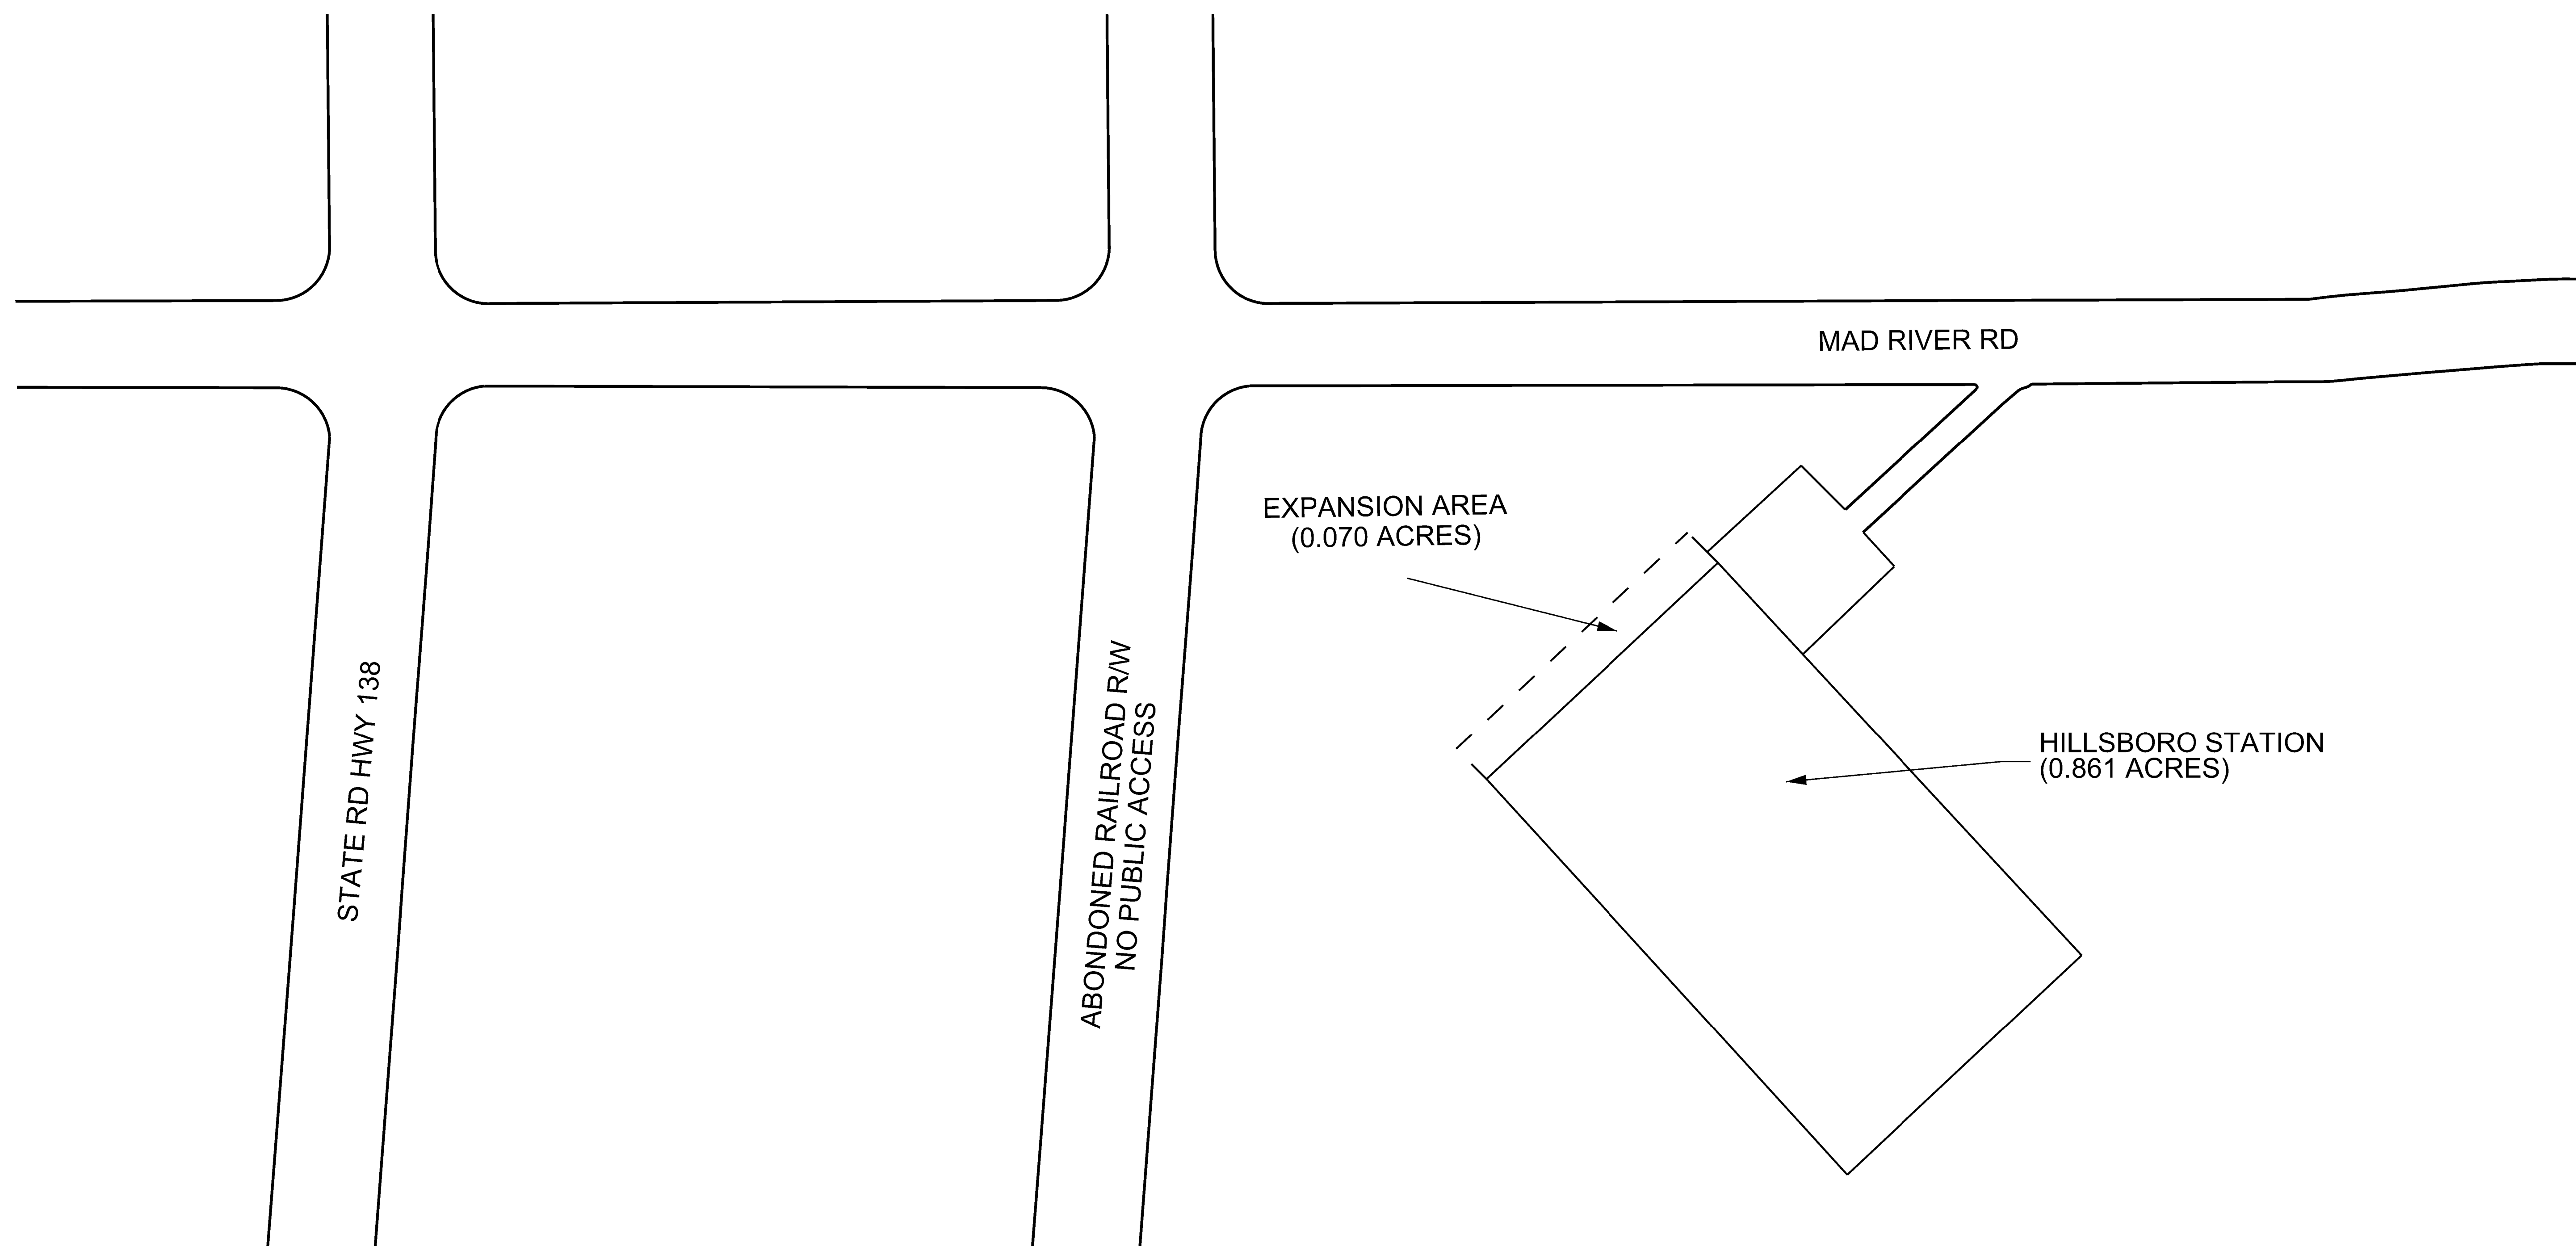 MAD RIVER RD
EXPANSION AREA
(0.070 ACRES)
STATE RD HWY 138
ABONDONED RAILROAD R/W
NO PUBLIC ACCESS
HILLSBORO STATION
(0.861 ACRES)